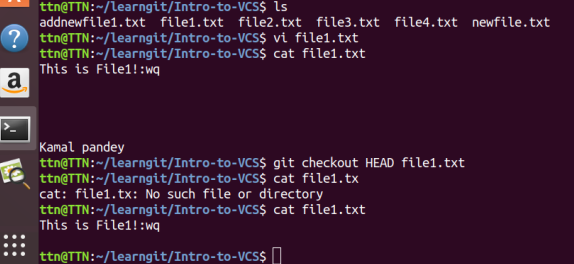 ttn@TTN:~/learngit/Intro-to-VCS$ ls
addnewfile1.txt  file1.txt  file2.txt  file3.txt  file4.txt  newfile.txt
ttn@TTN:~/learngit/Intro-to-VCS$ vi file1.txt
ttn@TTN:~/learngit/Intro-to-VCS$ cat file1.txt
This is File1!:wq
Kamal pandey
ttn@TTN:~/learngit/Intro-to-VCS$ git checkout HEAD file1.txt
ttn@TTN:~/learngit/Intro-to-VCS$ cat file1.tx
cat: file1.tx: No such file or directory
ttn@TTN:~/learngit/Intro-to-VCS$ cat file1.txt
This is File1!:wq
ttn@TTN:~/learngit/Intro-to-VCS$